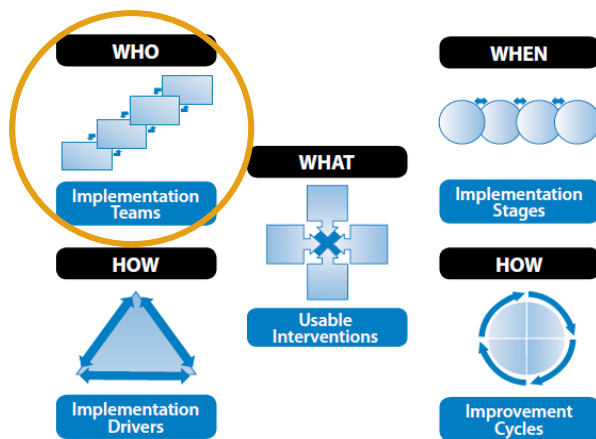 WHO
Implementation
Teams
WHEN
Implementation
Stages
WHAT
Usable
Interventions
HOW
Implementation
Drivers
HOW
Improvement
Cycles